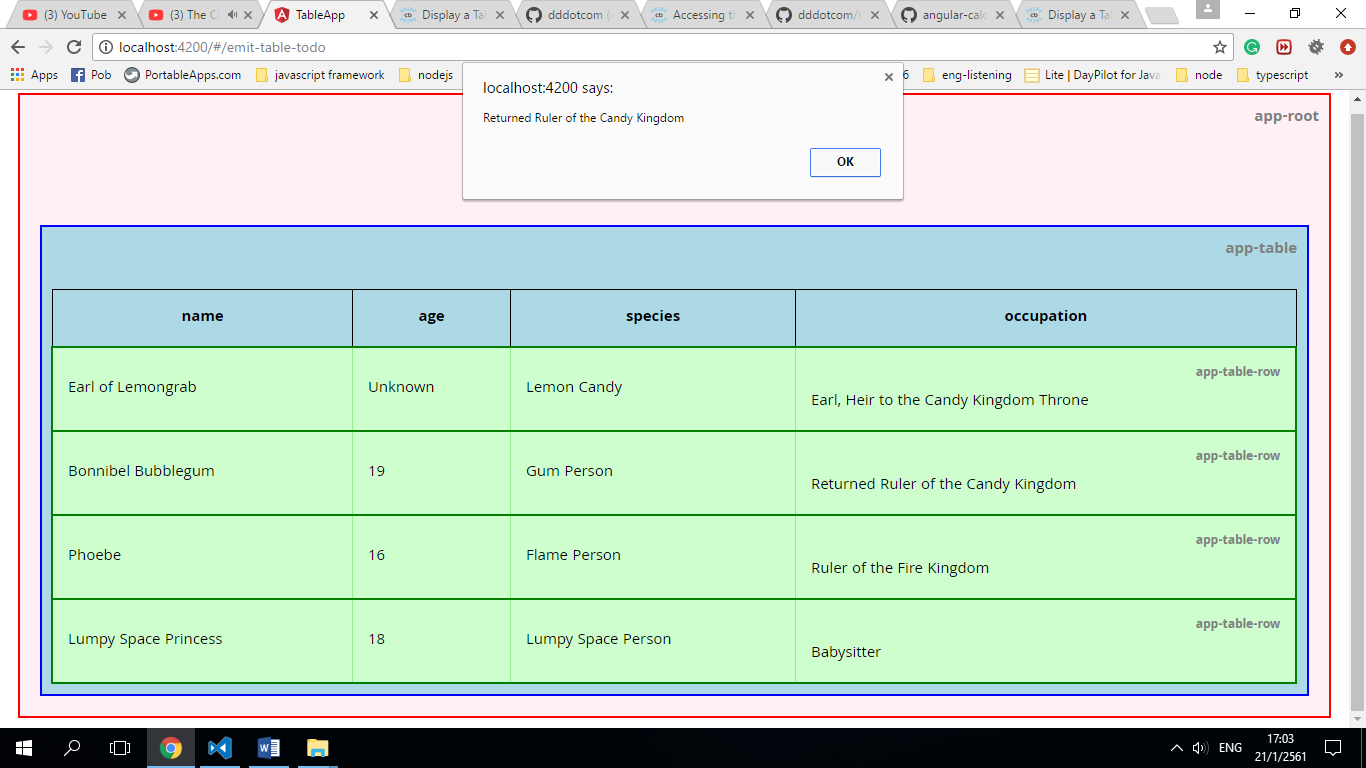 (3) YouTube
(3) The C
TableApp
Display a Tal
dddotcom (
Accessing th
dddotcom/r
angular-calc
Display a Tal
localhost:4200/#/emit-table-todo
Apps
Pob
PortableApps.com
javascript framework
nodejs
6
eng-listening
Lite | DayPilot for Java
node
typescript
»
localhost:4200 says:
Returned Ruler of the Candy Kingdom
OK
app-root
app-table
name age species occupation
app-table-row
Earl of Lemongrab Unknown Lemon Candy Earl, Heir to the Candy Kingdom Throne
app-table-row
Bonnibel Bubblegum 19 Gum Person Returned Ruler of the Candy Kingdom
app-table-row
Phoebe 16 Flame Person Ruler of the Fire Kingdom
app-table-row
Lumpy Space Princess 18 Lumpy Space Person Babysitter
ENG
17:03
21/1/2561